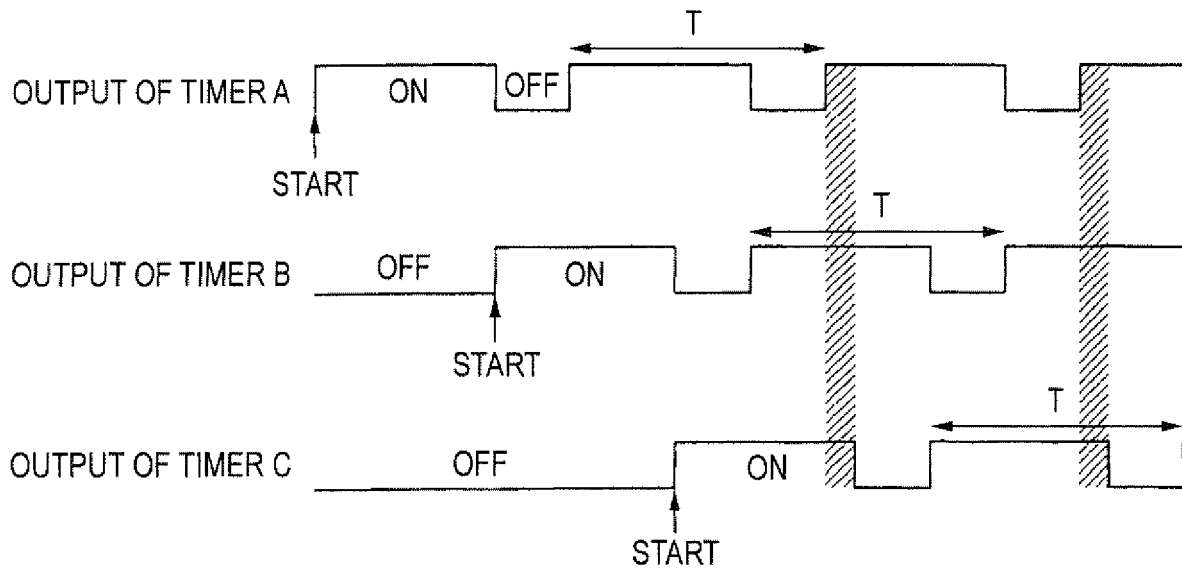 T
OUTPUT OF TIMER A
ON
OFF
START
T
OUTPUT OF TIMER B
OFF
ON
START
T
OUTPUT OF TIMER C
OFF
ON
START